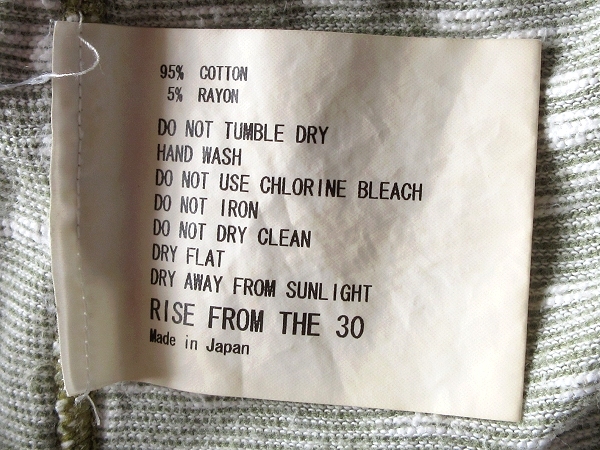 95% COTTON
5% RAYON
DO NOT TUMBLE DRY
HAND WASH
DO NOT USE CHLORINE BLEACH
DO NOT IRON
DO NOT DRY CLEAN
DRY FLAT
DRY AWAY FROM SUNLIGHT
RISE FROM THE 30
Made in Japan